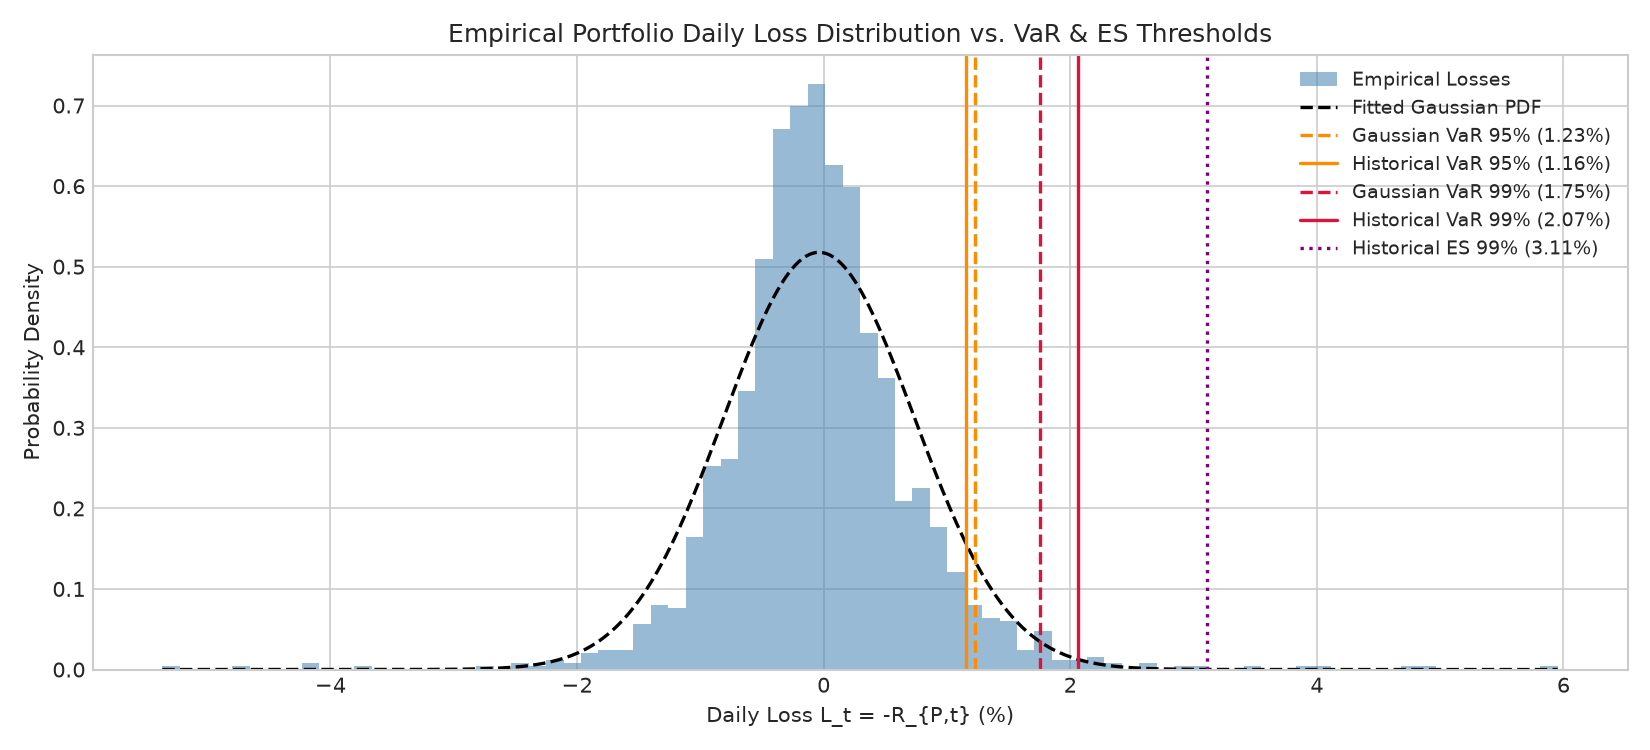 Empirical Portfolio Daily Loss Distribution vs. VaR & ES Thresholds
Empirical Losses
Fitted Gaussian PDF
Gaussian VaR 95% (1.23%)
Historical VaR 95% (1.16%)
Gaussian VaR 99% (1.75%)
Historical VaR 99% (2.07%)
Historical ES 99% (3.11%)
Probability Density
0.7
0.6
0.5
0.4
0.3
0.2
0.1
0.0
−4
−2
0
2
4
6
Daily Loss L_t = -R_{P,t} (%)